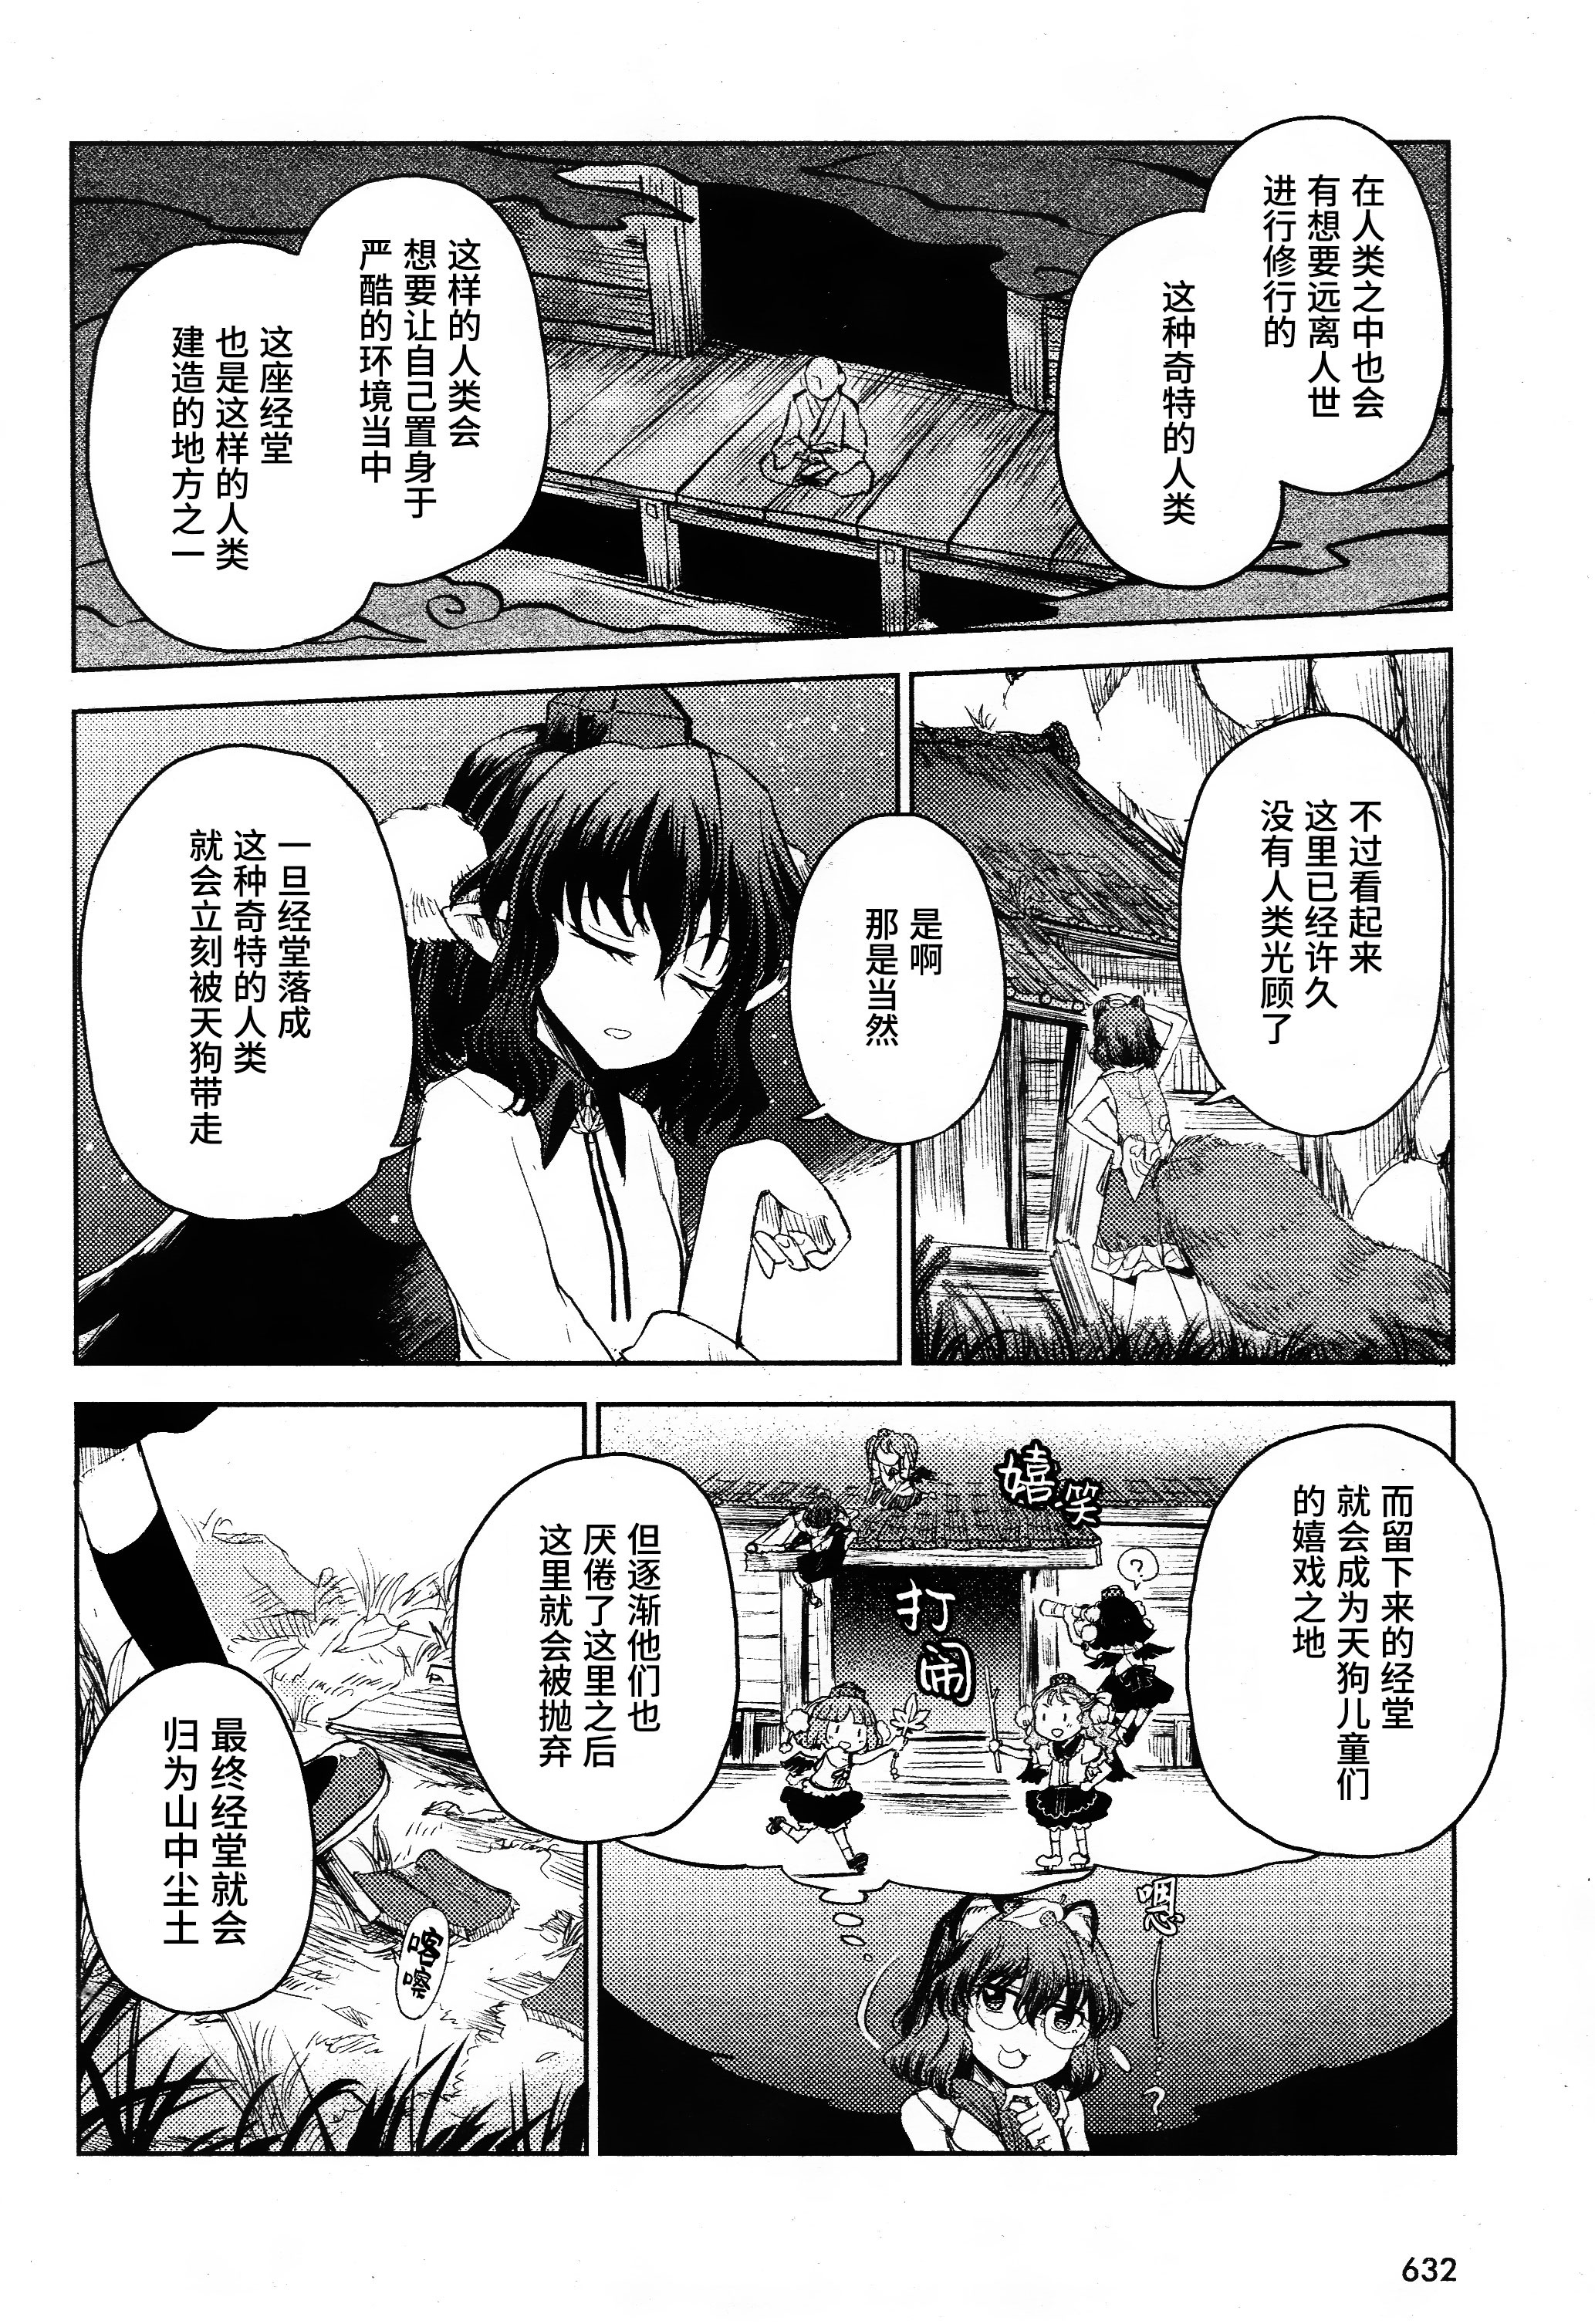 在人类之中也会
有想要远离人世
进行修行的
这种奇特的人类
这样的人类会
想要让自己置身于
严酷的环境当中
这座经堂
也是这样的人类
建造的地方之一
不过看起来
这里已经许久
没有人类光顾了
是啊
那是当然
一旦经堂落成
这种奇特的人类
就会立刻被天狗带走
而留下来的经堂
就会成为天狗儿童们
的嬉戏之地
嬉笑
?
打闹
嗯
?
但逐渐他们也
厌倦了这里之后
这里就会被抛弃
最终经堂就会
归为山中尘土
喀嚓
632